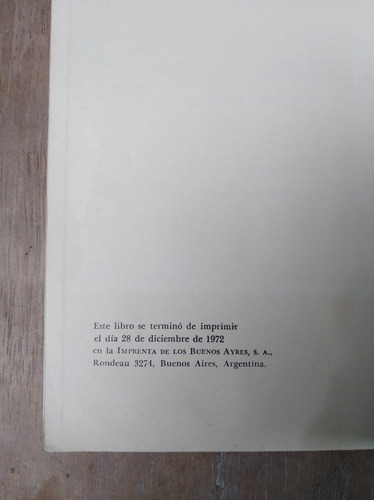 Este libro se terminó de imprimir
el día 28 de diciembre de 1972
en la IMPRENTA DE LOS BUENOS AYRES, S. A.,
Rondeau 3274, Buenos Aires, Argentina.